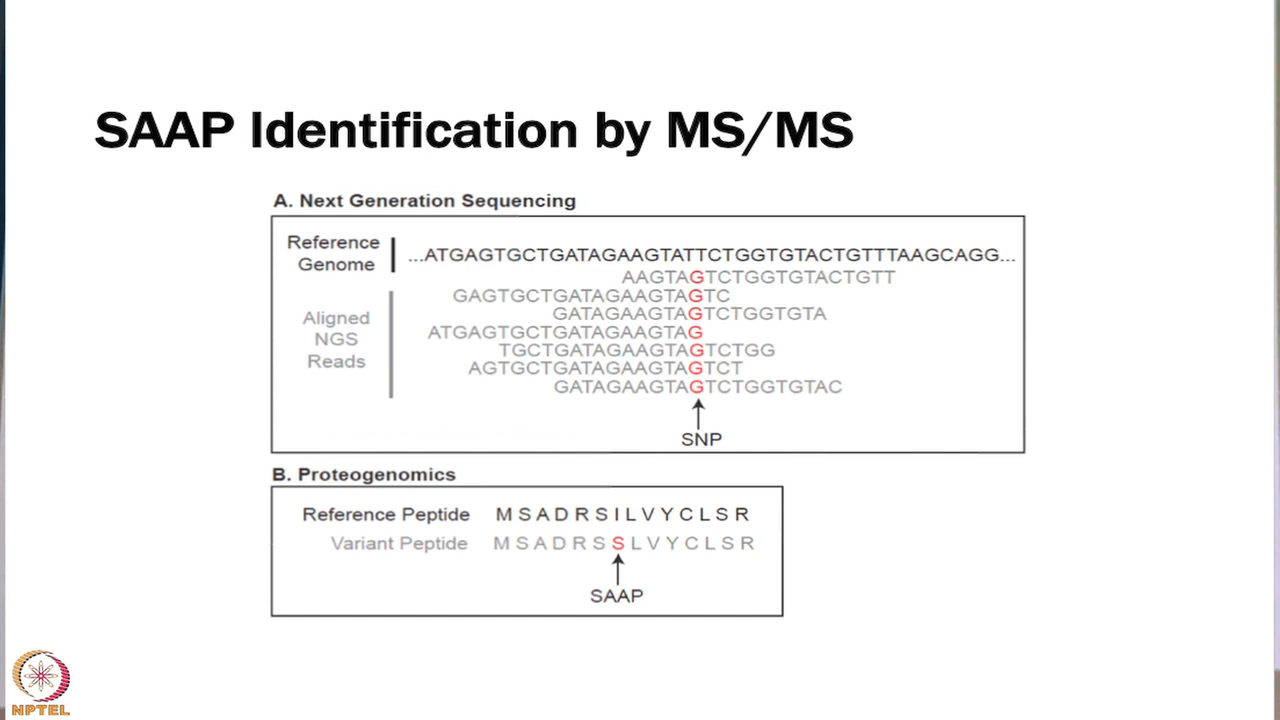 SAAP Identification by MS/MS
A. Next Generation Sequencing
Reference Genome
...ATGAGTGCTGATAGAAGTATTCTGGTGTACTGTTTAAGCAGG...
AAGTAGTCTGGTGTACTGTT
GAGTGCTGATAGAAGTAGTC
GATAGAAGTAGTCTGGTGTA
Aligned NGS Reads
ATGAGTGCTGATAGAAGTAG
TGCTGATAGAAGTAGTCTGG
AGTGCTGATAGAAGTAGTCT
GATAGAAGTAGTCTGGTGTAC
SNP
B. Proteogenomics
Reference Peptide M S A D R S I L V Y C L S R
Variant Peptide M S A D R S S L V Y C L S R
SAAP
NPTEL